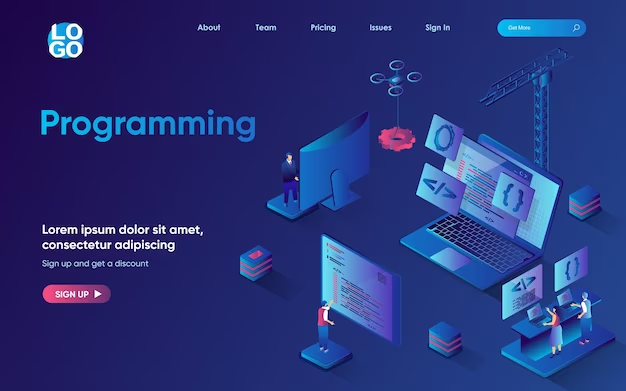 LO
GO
About
Team
Pricing
Issues
Sign In
Get More
Programming
Lorem ipsum dolor sit amet,
consectetur adipiscing
Sign up and get a discount
SIGN UP